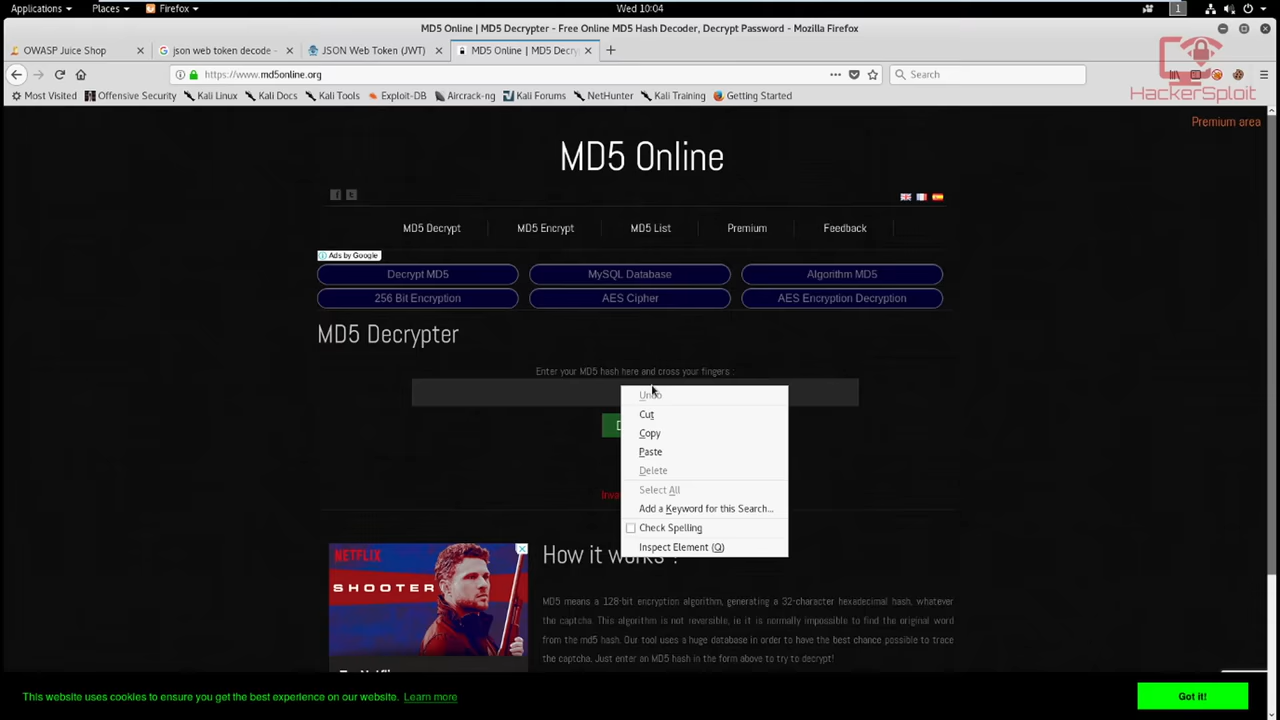 Applications Places Firefox Wed 10:04 1
MD5 Online | MD5 Decrypter - Free Online MD5 Hash Decoder, Decrypt Password - Mozilla Firefox
OWASP Juice Shop json web token decode - JSON Web Token (JWT) MD5 Online | MD5 Decry
https://www.md5online.org Search
Most Visited Offensive Security Kali Linux Kali Docs Kali Tools Exploit-DB Aircrack-ng Kali Forums NetHunter Kali Training Getting Started
HackerSploit
Premium area
MD5 Online
MD5 Decrypt MD5 Encrypt MD5 List Premium Feedback
Ads by Google
Decrypt MD5 MySQL Database Algorithm MD5
256 Bit Encryption AES Cipher AES Encryption Decryption
MD5 Decrypter
Enter your MD5 hash here and cross your fingers :
Undo
Cut
Copy
Paste
Delete
Select All
Add a Keyword for this Search...
Check Spelling
Inspect Element (Q)
NETFLIX
SHOOTER
How it works ?
MD5 means a 128-bit encryption algorithm, generating a 32-character hexadecimal hash, whatever
the captcha. This algorithm is not reversible, ie it is normally impossible to find the original word
from the md5 hash. Our tool uses a huge database in order to have the best chance possible to trace
the captcha. Just enter an MD5 hash in the form above to try to decrypt!
This website uses cookies to ensure you get the best experience on our website. Learn more
Got it!